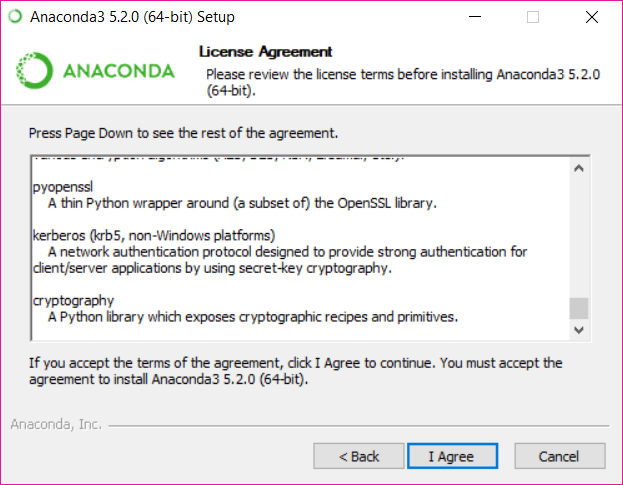 Anaconda3 5.2.0 (64-bit) Setup
License Agreement
ANACONDA
Please review the license terms before installing Anaconda3 5.2.0
(64-bit).
Press Page Down to see the rest of the agreement.
pyopenssl
A thin Python wrapper around (a subset of) the OpenSSL library.
kerberos (krb5, non-Windows platforms)
A network authentication protocol designed to provide strong authentication for
client/server applications by using secret-key cryptography.
cryptography
A Python library which exposes cryptographic recipes and primitives.
If you accept the terms of the agreement, click I Agree to continue. You must accept the
agreement to install Anaconda3 5.2.0 (64-bit).
Anaconda, Inc.
< Back
I Agree
Cancel